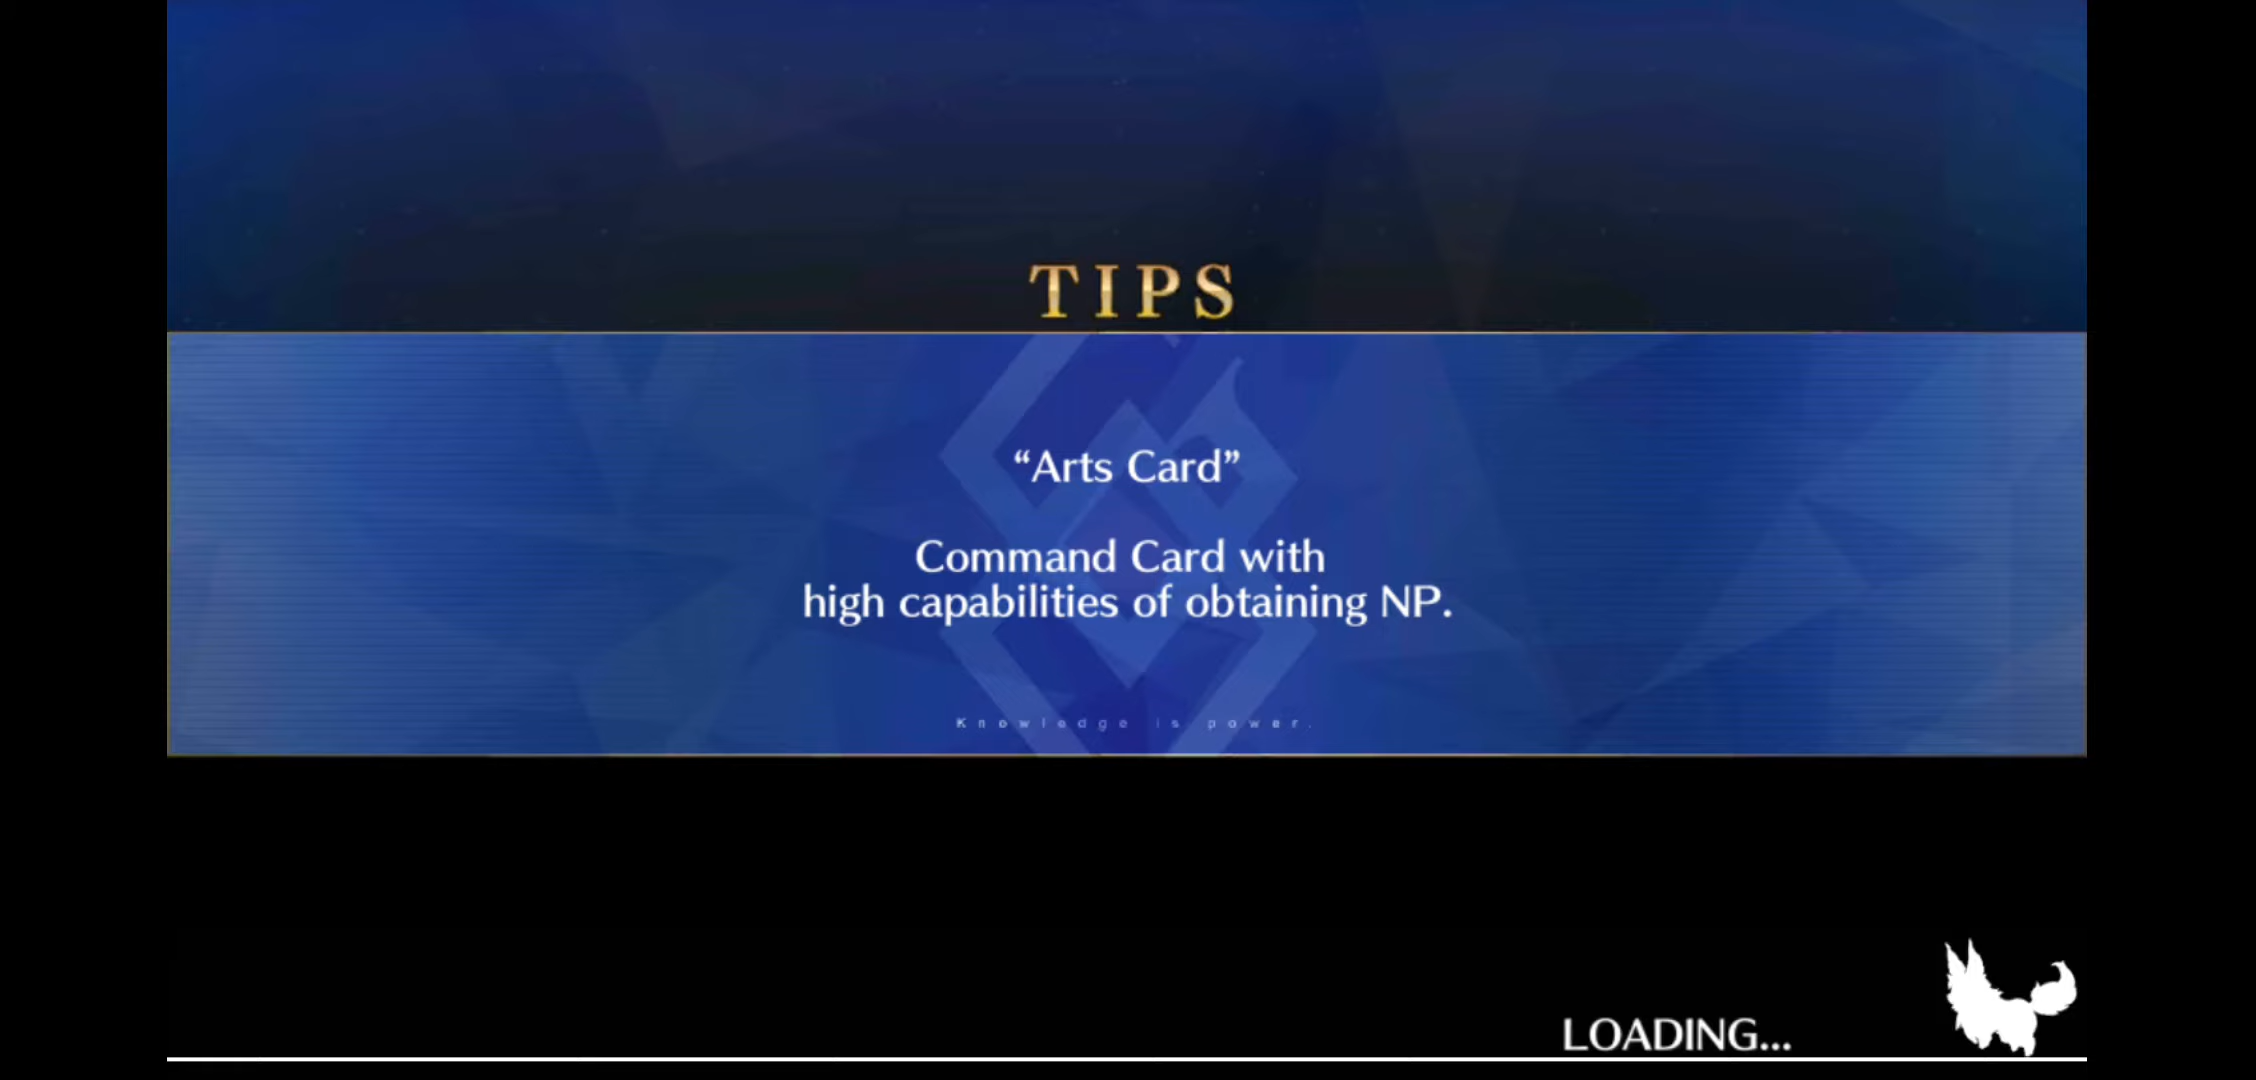 TIPS
“Arts Card”
Command Card with
high capabilities of obtaining NP.
Knowledge is power.
LOADING...